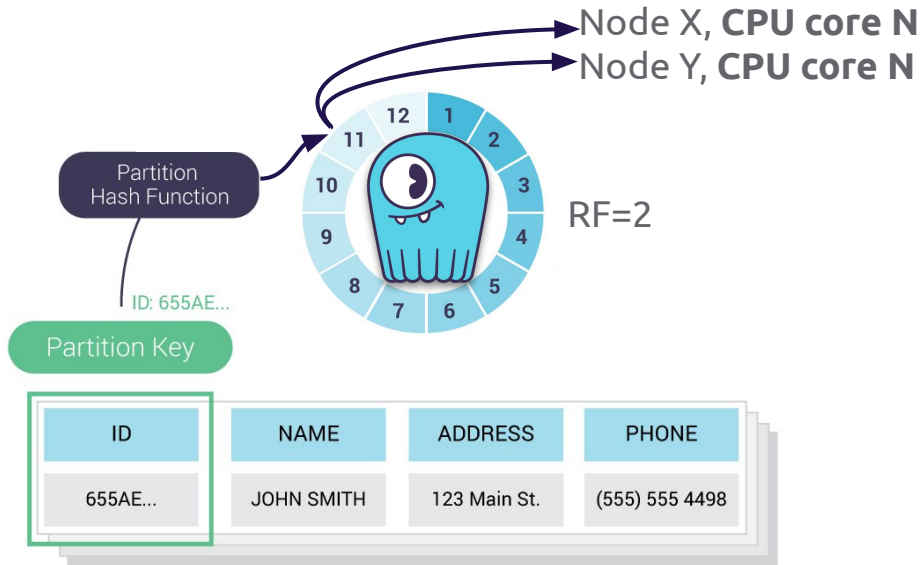 Node X, CPU core N
Node Y, CPU core N
12 1
11 2
10 3
9 4
8 5
7 6
Partition
Hash Function
RF=2
ID: 655AE...
Partition Key
ID NAME ADDRESS PHONE
655AE... JOHN SMITH 123 Main St. (555) 555 4498